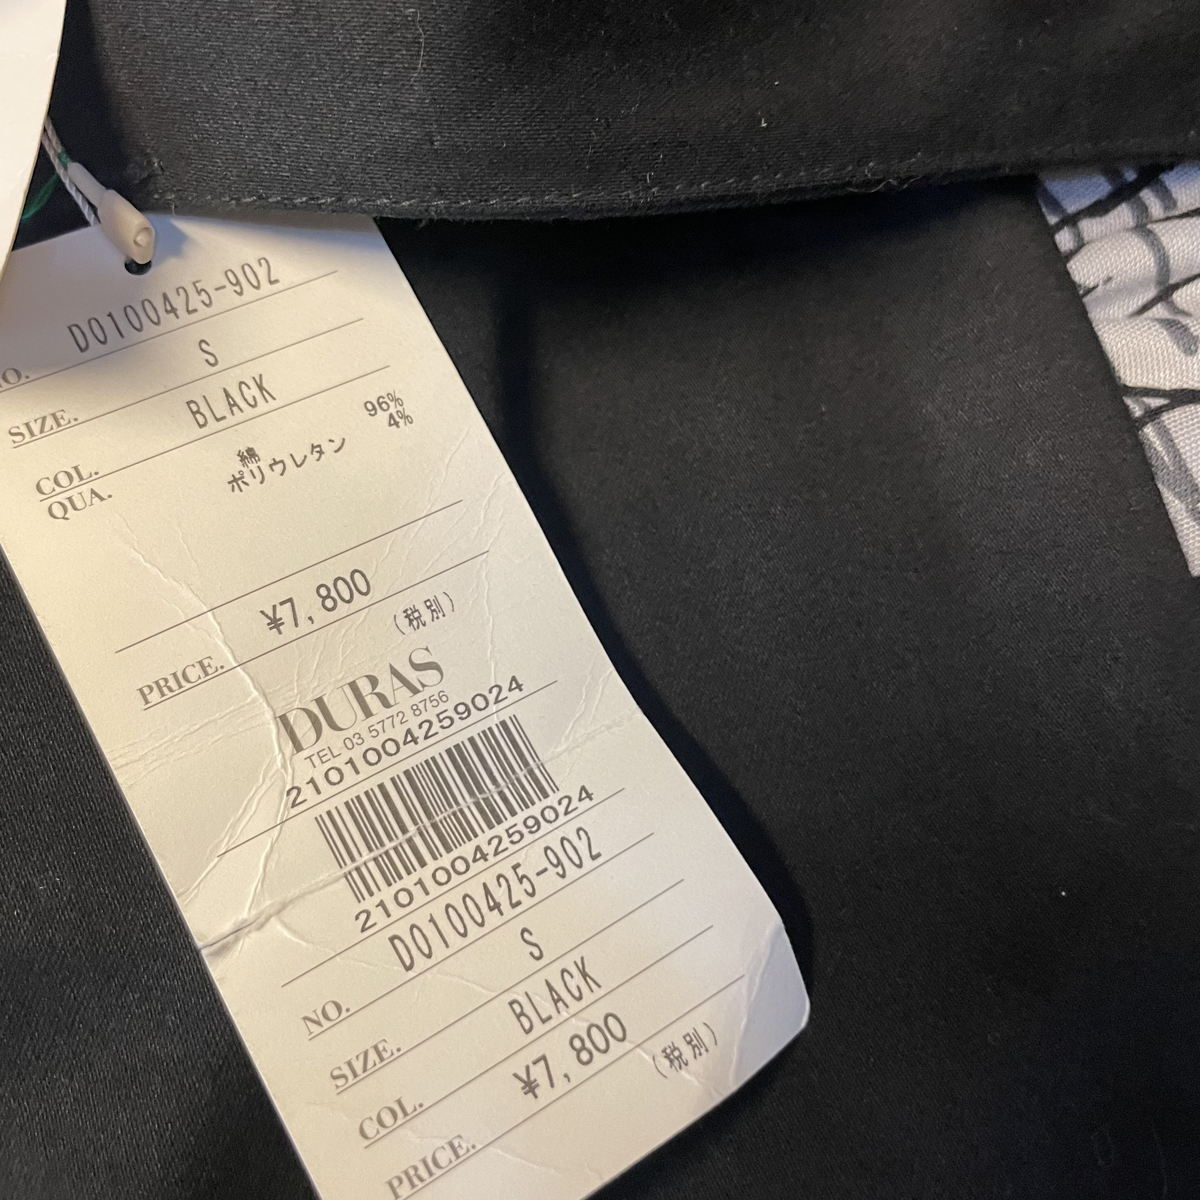 NO. D0100425-902
SIZE. S
COL. BLACK
QUA. 綿 96%
ポリウレタン 4%
PRICE. ¥7,800
(税別)
DURAS
TEL 03 5772 8756
2101004259024
2101004259024
NO. D0100425-902
SIZE. S
COL. BLACK
PRICE. ¥7,800
(税別)